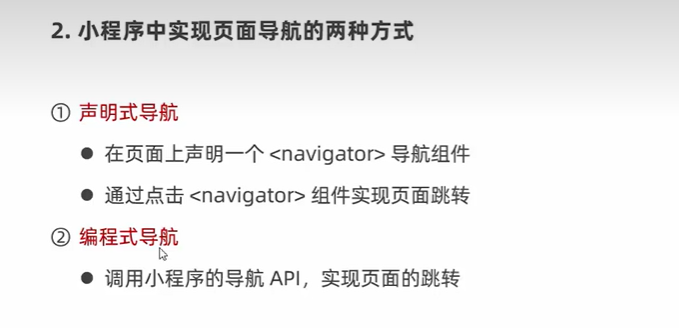 2. 小程序中实现页面导航的两种方式
① 声明式导航
● 在页面上声明一个 <navigator> 导航组件
● 通过点击 <navigator> 组件实现页面跳转
② 编程式导航
● 调用小程序的导航 API，实现页面的跳转